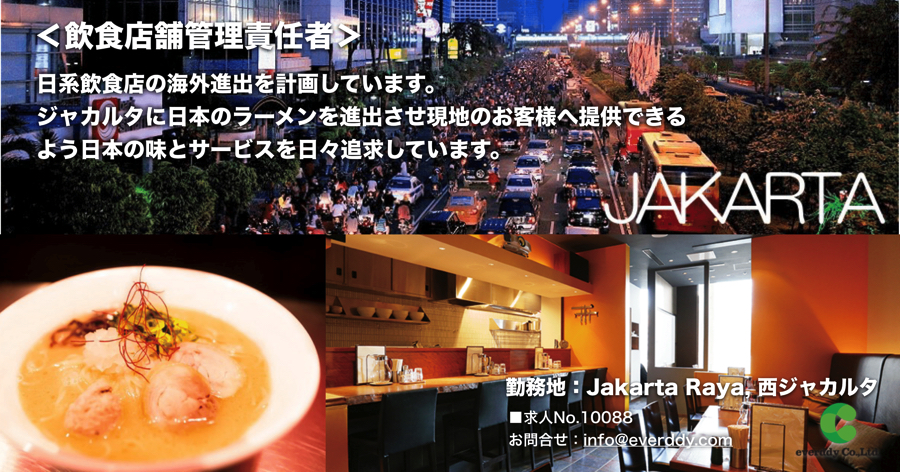 ＜飲食店舗管理責任者＞
日系飲食店の海外進出を計画しています。
ジャカルタに日本のラーメンを進出させ現地のお客様へ提供できる
よう日本の味とサービスを日々追求しています。
JAKARTA
勤務地：Jakarta Raya, 西ジャカルタ
■求人No.10088
お問合せ：info@everddy.com
everddy Co.,Ltd